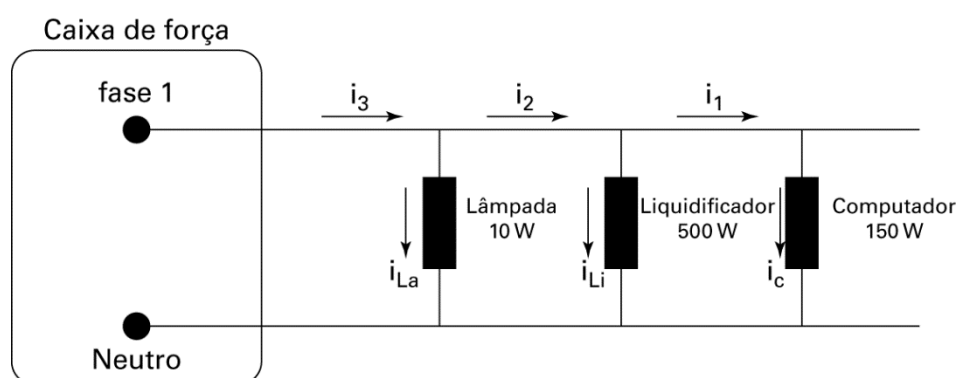 Caixa de força
fase 1
i3
i2
i1
Lâmpada
10 W
Liquidificador
500 W
Computador
150 W
iLa
iLi
ic
Neutro